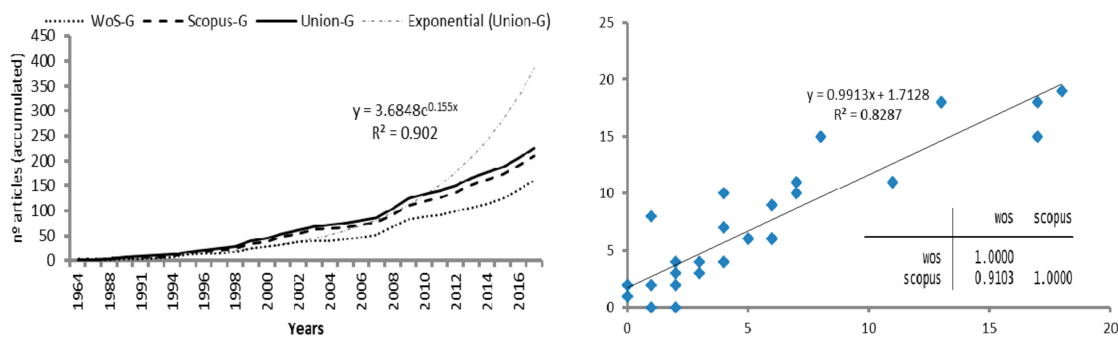 WoS-G Scopus-G Union-G Exponential (Union-G)
450
400
350
300
250
200
150
100
50
0
nº articles (accumulated)
y = 3.6848e^0.155x
R² = 0.902
1964 1988 1991 1994 1996 1998 2000 2002 2004 2006 2008 2010 2012 2014 2016
Years
25
20
15
10
5
0
y = 0.9913x + 1.7128
R² = 0.8287
wos scopus
wos 1.0000
scopus 0.9103 1.0000
0 5 10 15 20